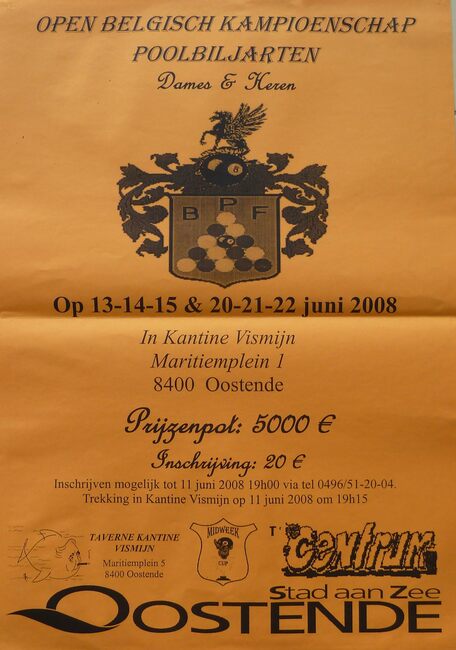 OPEN BELGISCH KAMPIOENSCHAP
POOLBILJARTEN
Dames & Heren
8
B P F
Op 13-14-15 & 20-21-22 juni 2008
In Kantine Vismijn
Maritiemplein 1
8400 Oostende
Prijzenpot: 5000 €
Inschrijving: 20 €
Inschrijven mogelijk tot 11 juni 2008 19h00 via tel 0496/51-20-04.
Trekking in Kantine Vismijn op 11 juni 2008 om 19h15
TAVERNE KANTINE
VISMIJN
Maritiemplein 5
8400 Oostende
MIDWEEK
CUP
T' Centrum
Stad aan Zee
OOSTENDE